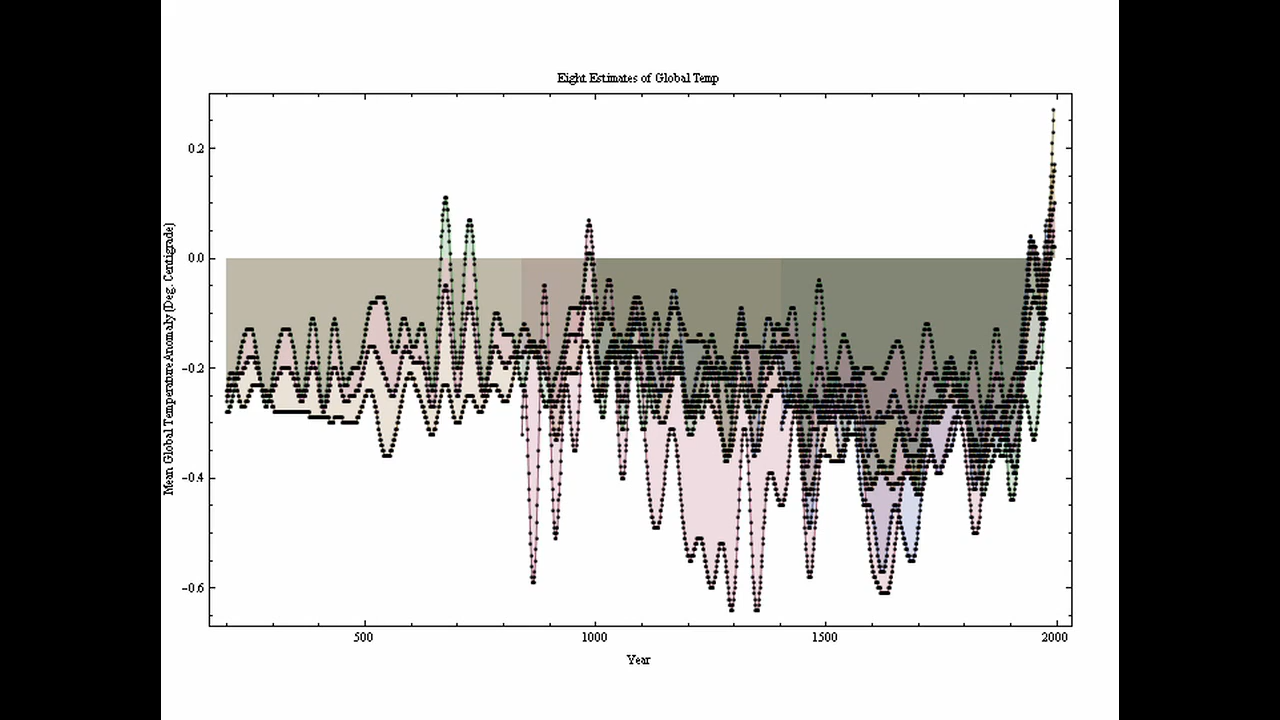 Eight Estimates of Global Temp
Mean Global Temperature Anomaly (Deg. Centigrade)
0.2
0.0
-0.2
-0.4
-0.6
500 1000 1500 2000
Year